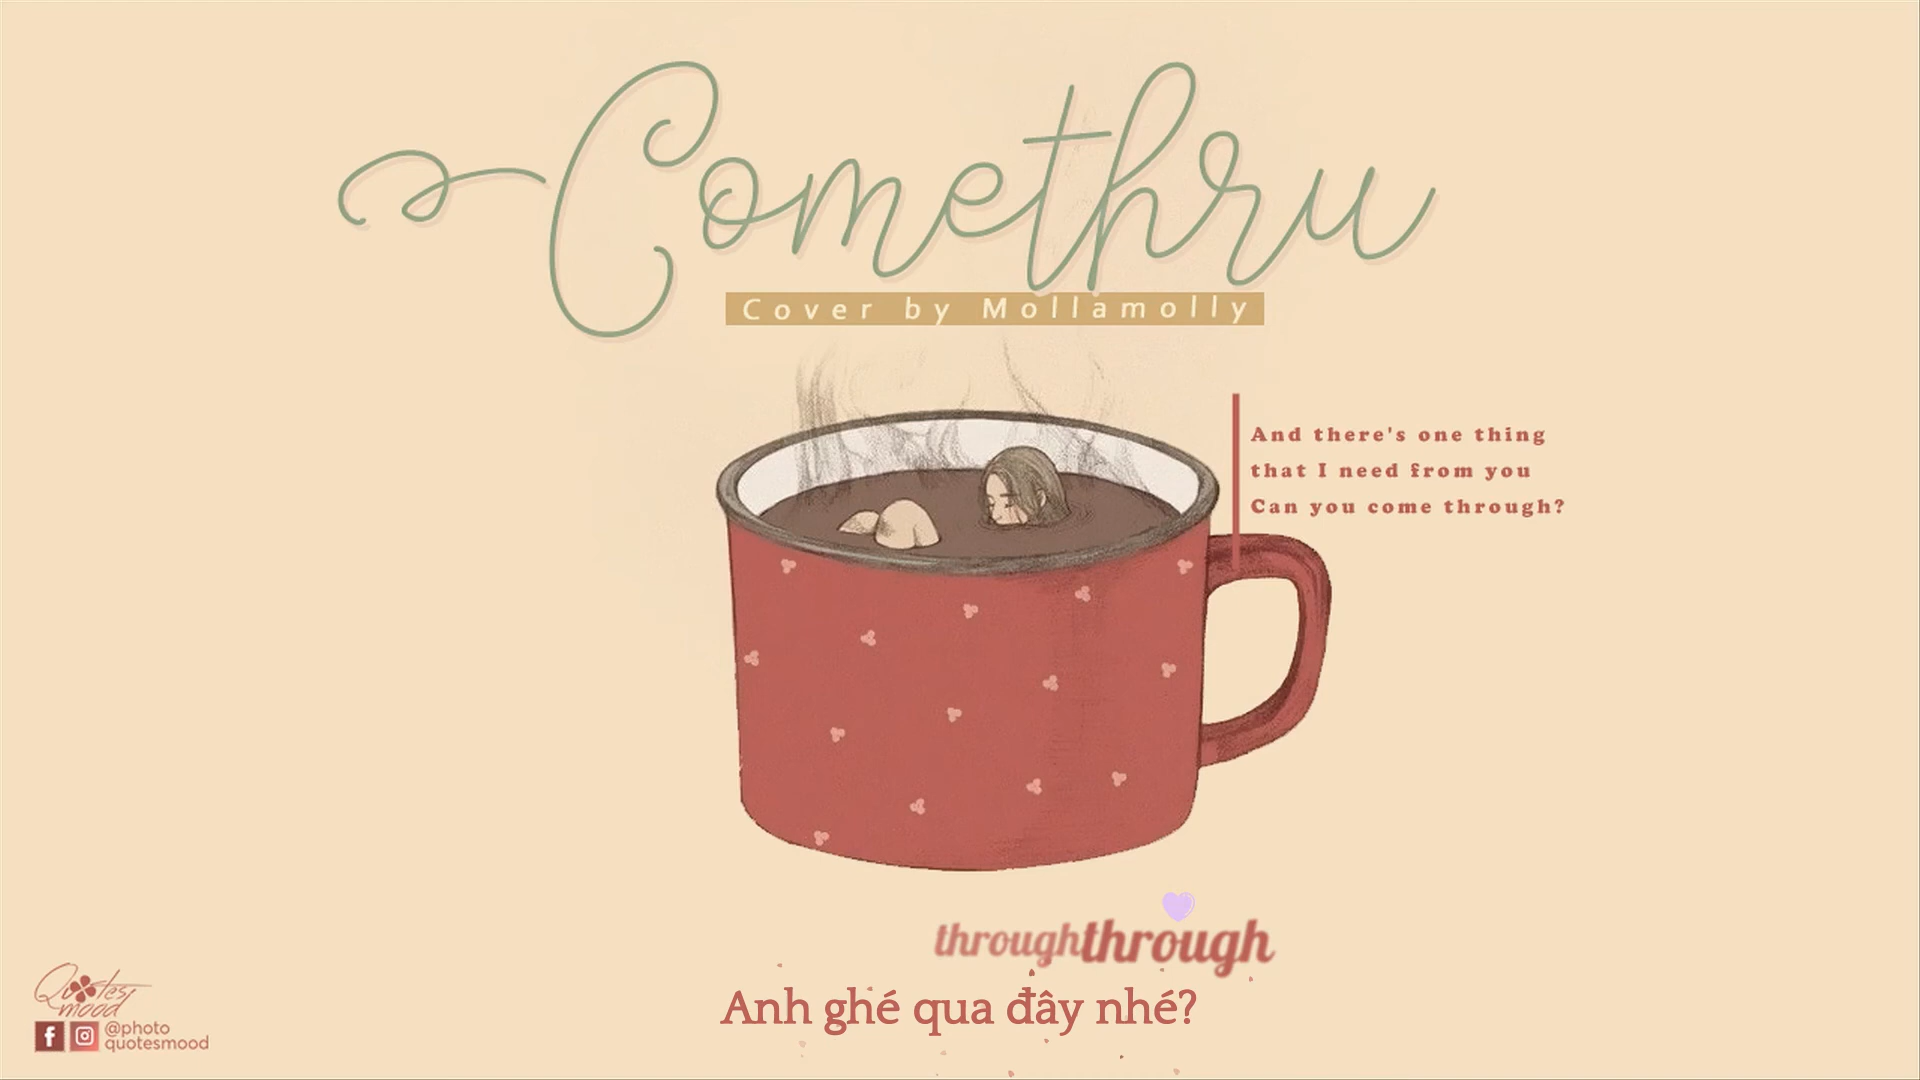 Comethru
Cover by Mollamolly
And there's one thing
that I need from you
Can you come through?
throughthrough
Anh ghé qua đây nhé?
Quotes
mood
@photo
quotesmood